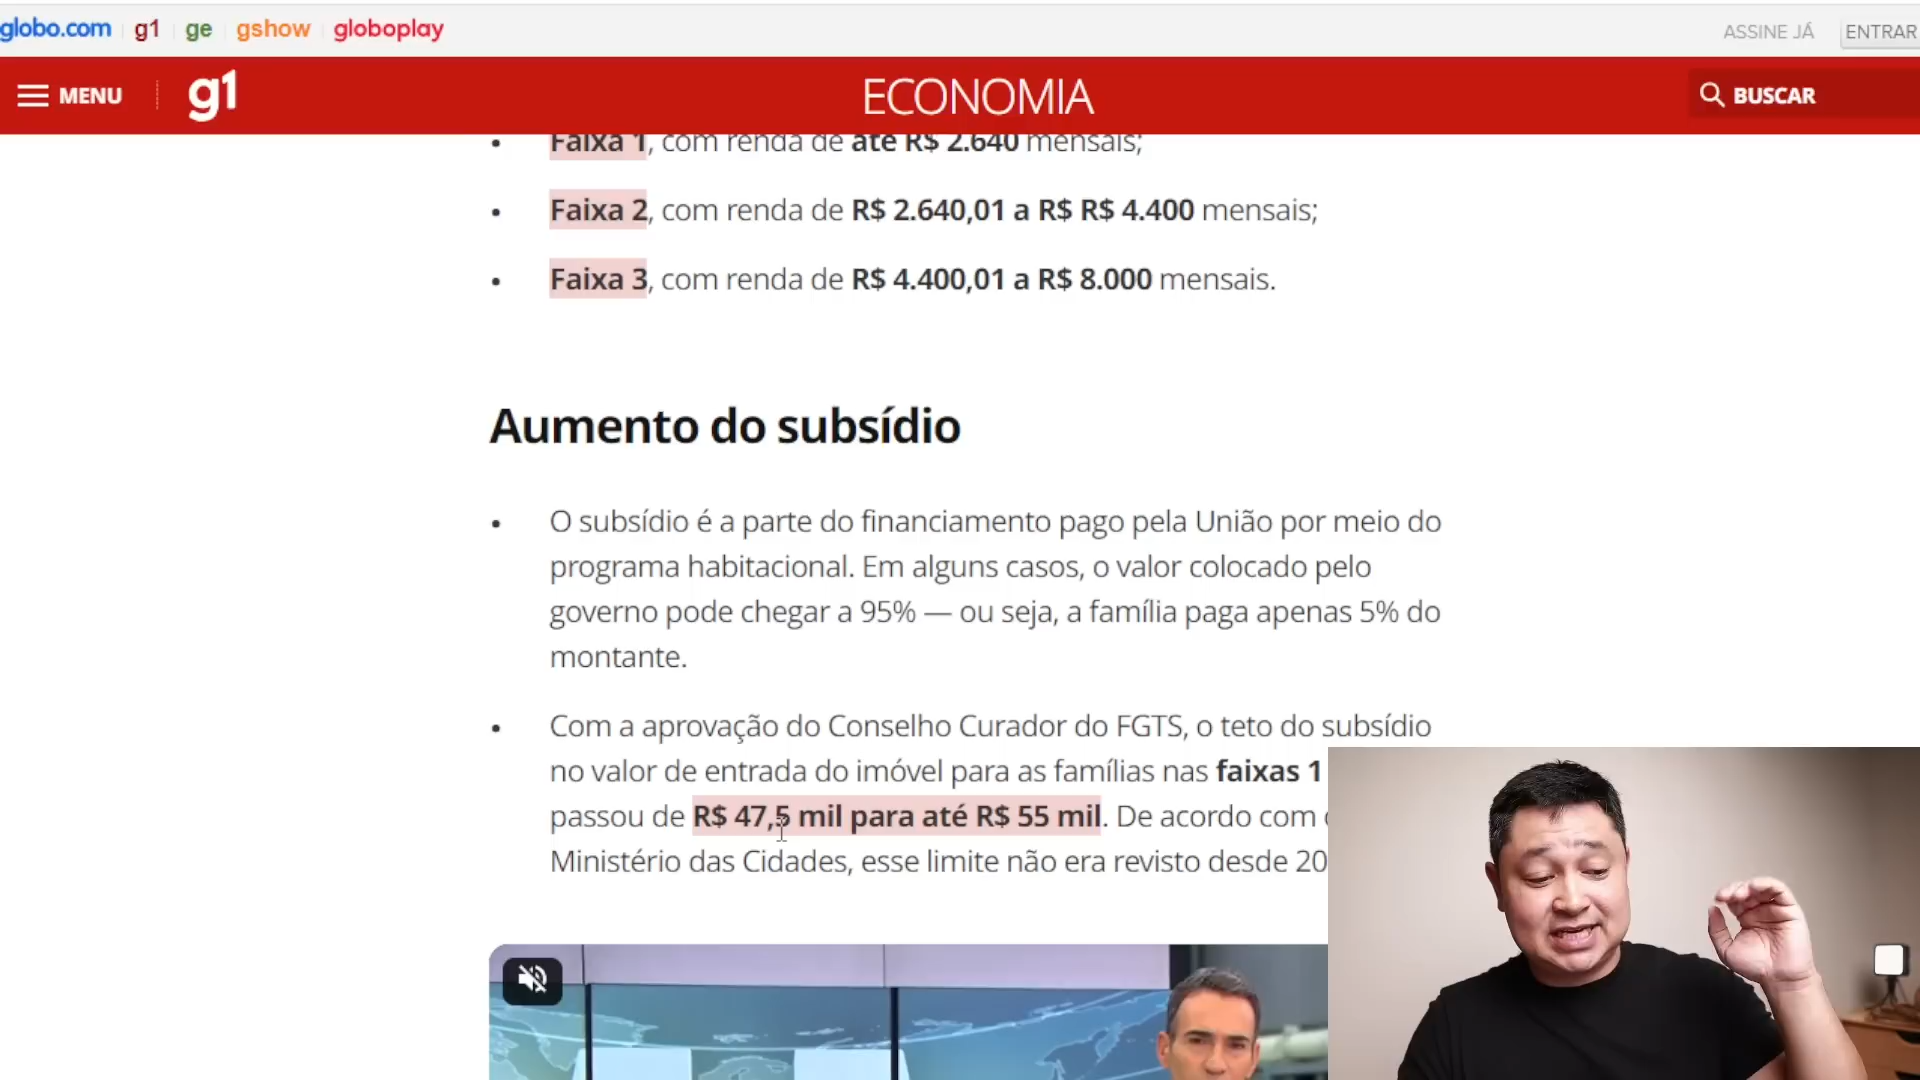 globo.com g1 ge gshow globoplay ASSINE JÁ ENTRAR
MENU g1 ECONOMIA BUSCAR
Faixa 1, com renda de até R$ 2.640 mensais;
Faixa 2, com renda de R$ 2.640,01 a R$ R$ 4.400 mensais;
Faixa 3, com renda de R$ 4.400,01 a R$ 8.000 mensais.
Aumento do subsídio
O subsídio é a parte do financiamento pago pela União por meio do
programa habitacional. Em alguns casos, o valor colocado pelo
governo pode chegar a 95% — ou seja, a família paga apenas 5% do
montante.
Com a aprovação do Conselho Curador do FGTS, o teto do subsídio
no valor de entrada do imóvel para as famílias nas faixas 1
passou de R$ 47,5 mil para até R$ 55 mil. De acordo com
Ministério das Cidades, esse limite não era revisto desde 20